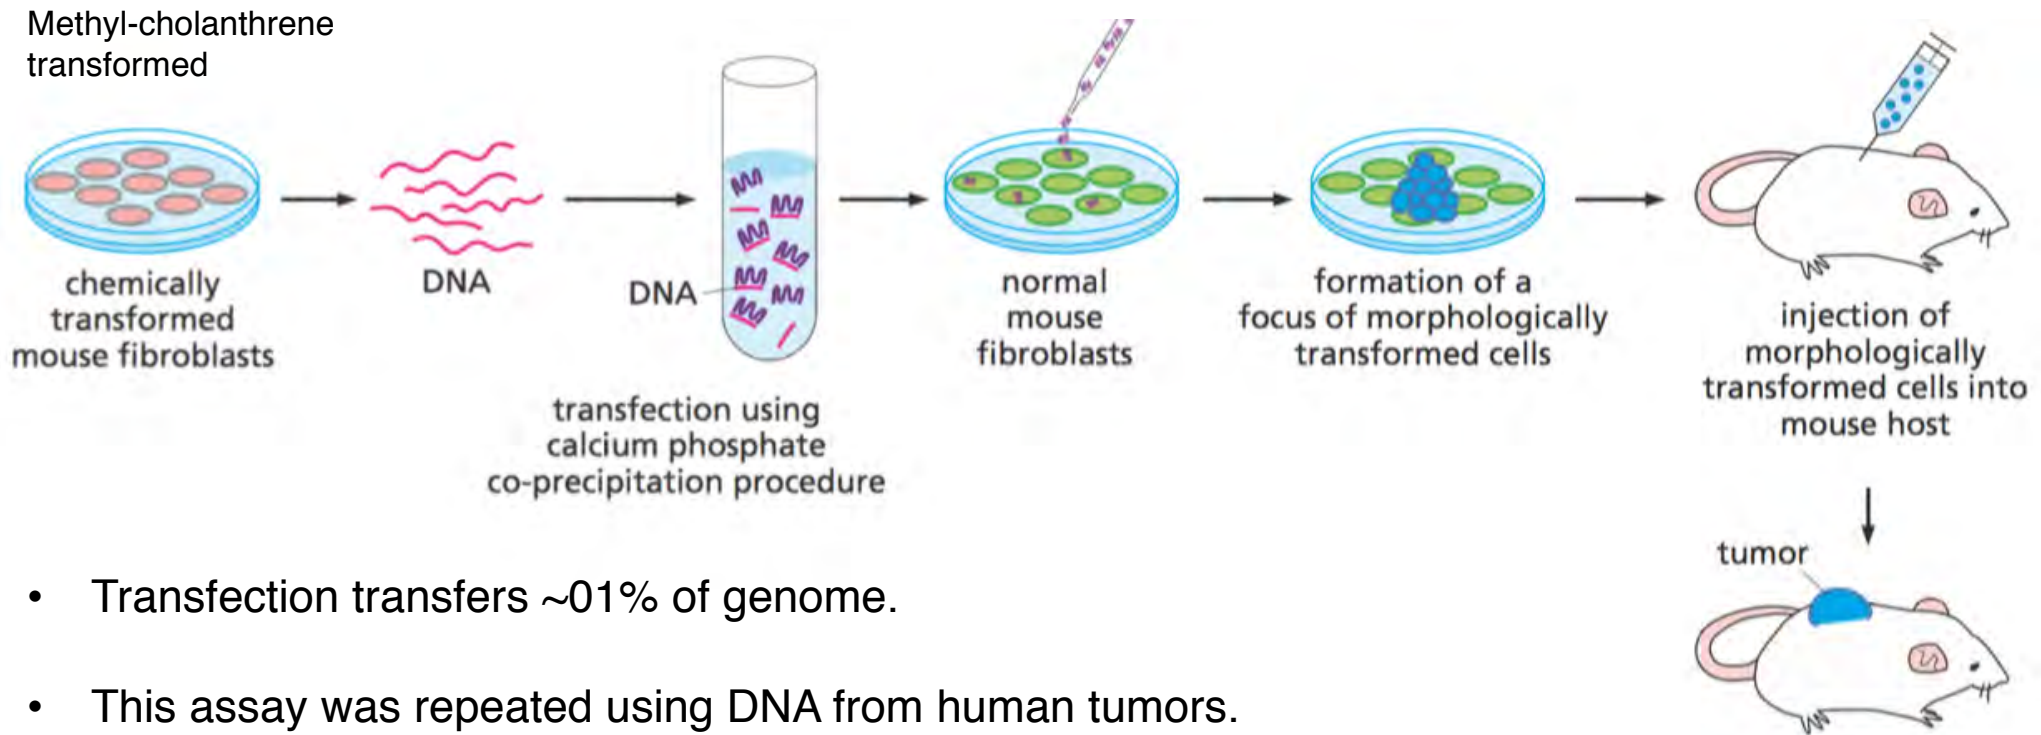 Methyl-cholanthrene
transformed
chemically
transformed
mouse fibroblasts
DNA
DNA
transfection using
calcium phosphate
co-precipitation procedure
normal
mouse
fibroblasts
formation of a
focus of morphologically
transformed cells
injection of
morphologically
transformed cells into
mouse host
tumor
• Transfection transfers ~01% of genome.
• This assay was repeated using DNA from human tumors.